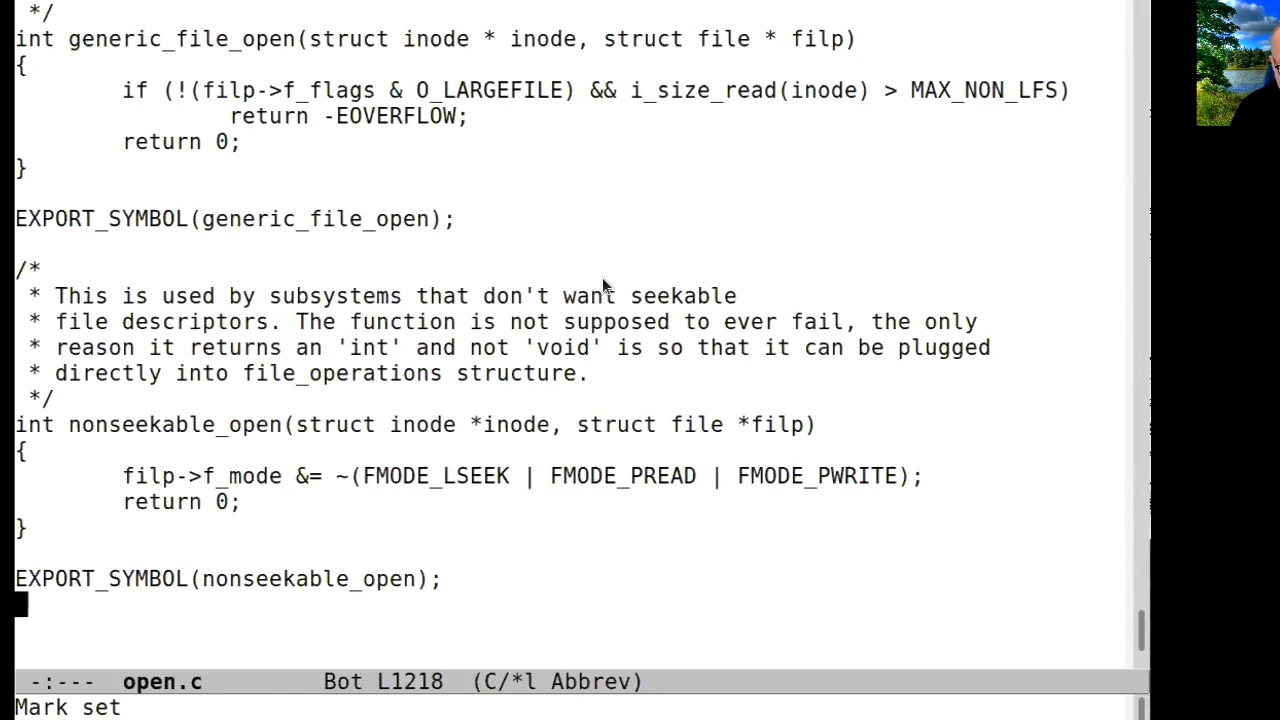 */
int generic_file_open(struct inode * inode, struct file * filp)
{
        if (!(filp->f_flags & O_LARGEFILE) && i_size_read(inode) > MAX_NON_LFS)
                return -EOVERFLOW;
        return 0;
}
EXPORT_SYMBOL(generic_file_open);
/*
 * This is used by subsystems that don't want seekable
 * file descriptors. The function is not supposed to ever fail, the only
 * reason it returns an 'int' and not 'void' is so that it can be plugged
 * directly into file_operations structure.
 */
int nonseekable_open(struct inode *inode, struct file *filp)
{
        filp->f_mode &= ~(FMODE_LSEEK | FMODE_PREAD | FMODE_PWRITE);
        return 0;
}
EXPORT_SYMBOL(nonseekable_open);
-:---  open.c         Bot L1218  (C/*l Abbrev)
Mark set